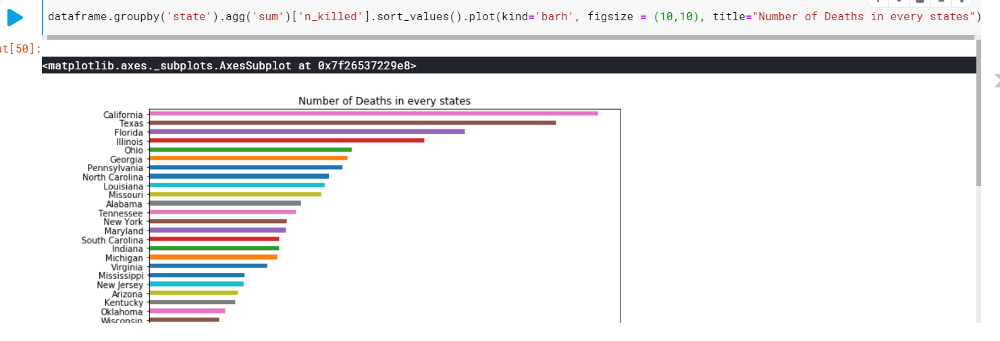 dataframe.groupby('state').agg('sum')['n_killed'].sort_values().plot(kind='barh', figsize = (10,10), title="Number of Deaths in every states")
ut[50]:
<matplotlib.axes._subplots.AxesSubplot at 0x7f26537229e8>
Number of Deaths in every states
California
Texas
Florida
Illinois
Ohio
Georgia
Pennsylvania
North Carolina
Louisiana
Missouri
Alabama
Tennessee
New York
Maryland
South Carolina
Indiana
Michigan
Virginia
Mississippi
New Jersey
Arizona
Kentucky
Oklahoma
Wisconsin